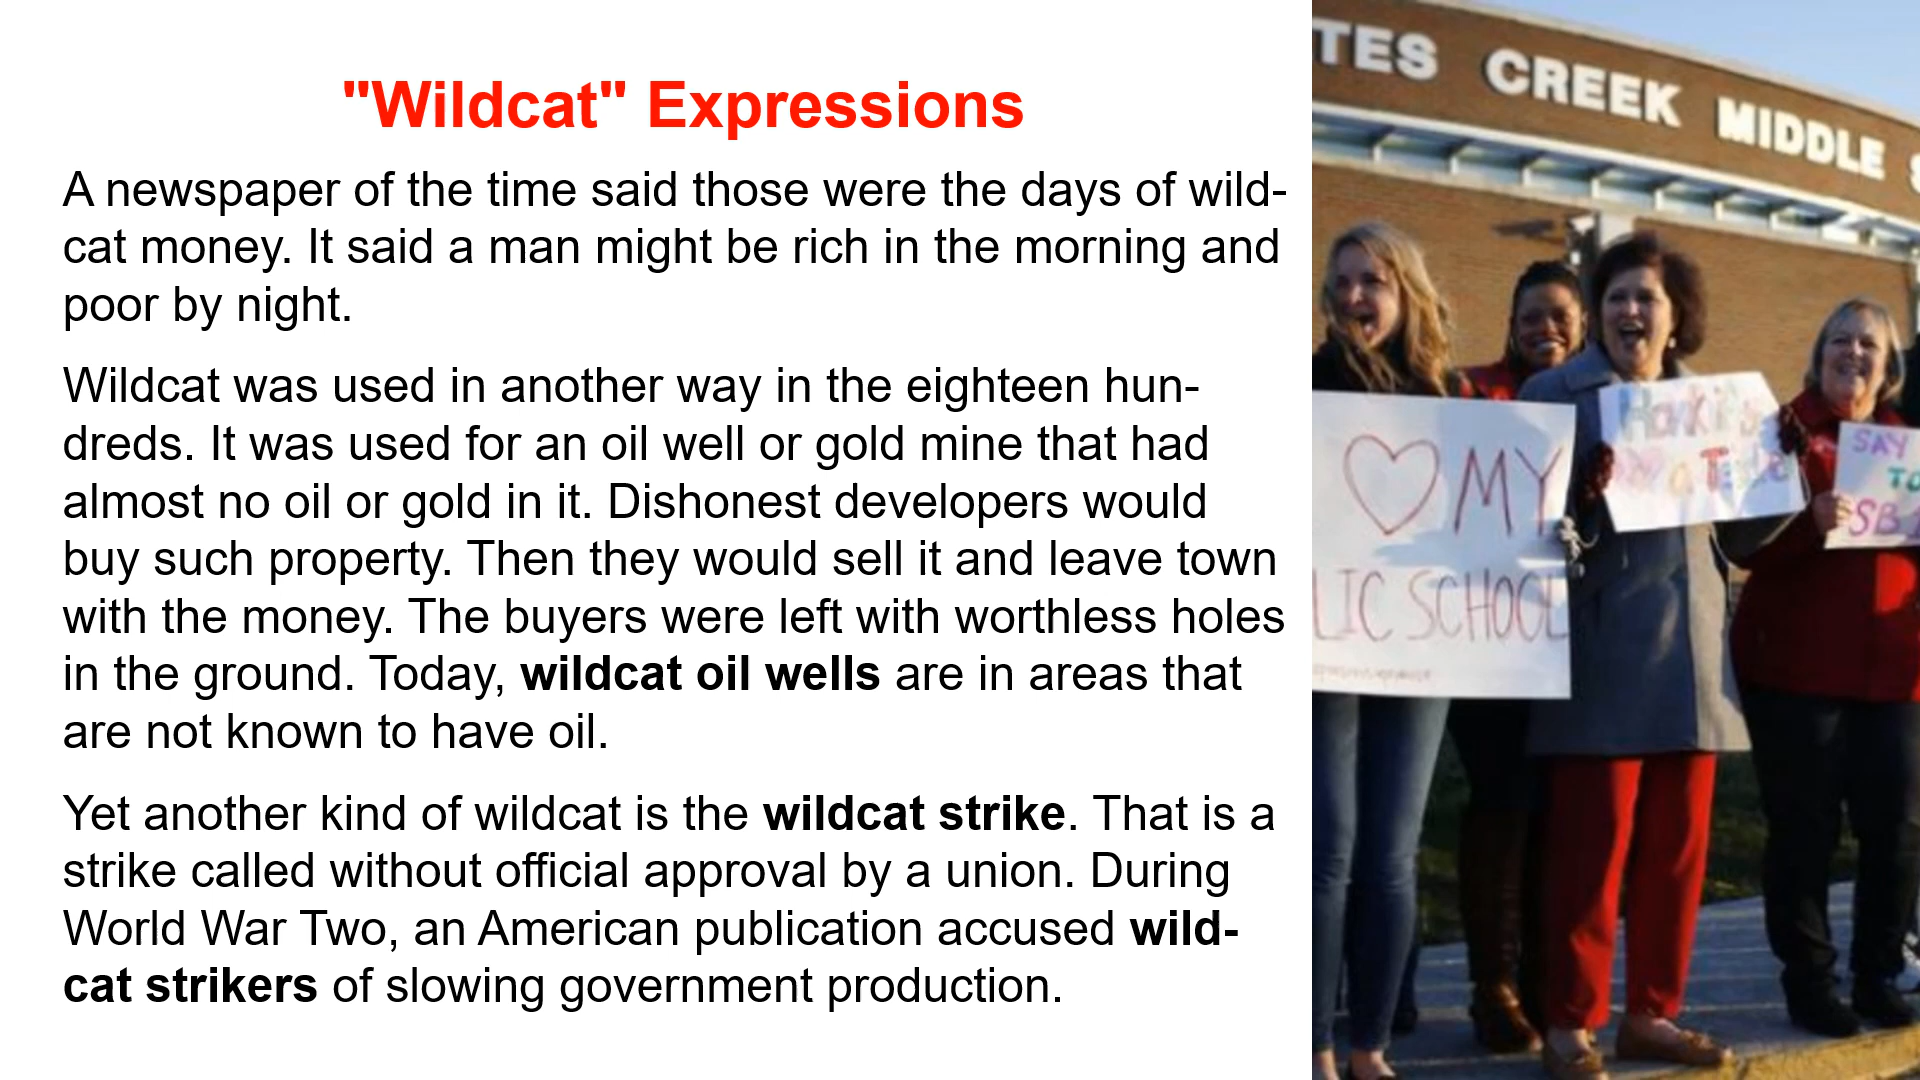 "Wildcat" Expressions
A newspaper of the time said those were the days of wild-
cat money. It said a man might be rich in the morning and
poor by night.
Wildcat was used in another way in the eighteen hun-
dreds. It was used for an oil well or gold mine that had
almost no oil or gold in it. Dishonest developers would
buy such property. Then they would sell it and leave town
with the money. The buyers were left with worthless holes
in the ground. Today, wildcat oil wells are in areas that
are not known to have oil.
Yet another kind of wildcat is the wildcat strike. That is a
strike called without official approval by a union. During
World War Two, an American publication accused wild-
cat strikers of slowing government production.
TES CREEK MIDDLE S
♡ MY
LIC SCHOOL
SAY
TO
SB